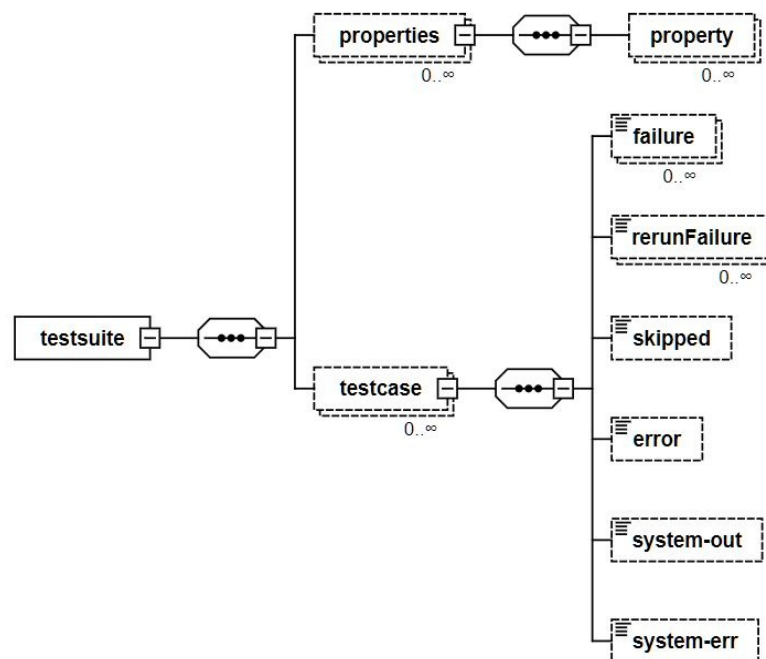 properties
0..∞
property
0..∞
failure
0..∞
rerunFailure
0..∞
testsuite
skipped
testcase
0..∞
error
system-out
system-err